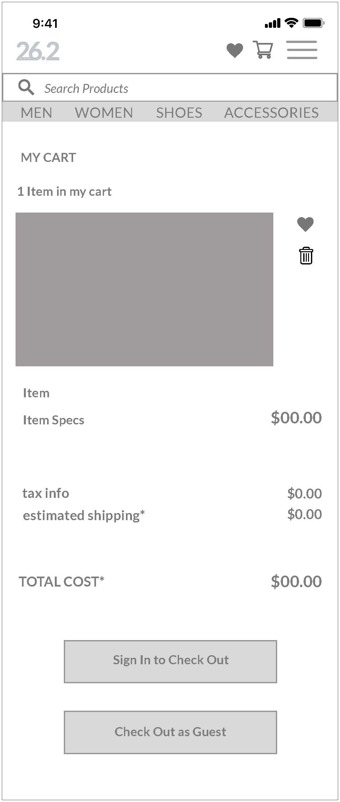 9:41
26.2
Search Products
MEN WOMEN SHOES ACCESSORIES
MY CART
1 Item in my cart
Item
Item Specs $00.00
tax info $0.00
estimated shipping* $0.00
TOTAL COST* $00.00
Sign In to Check Out
Check Out as Guest